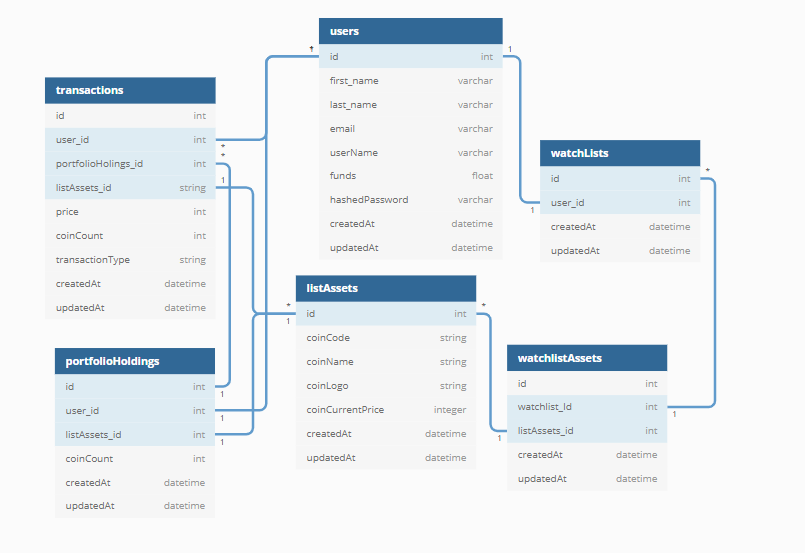 users
id int
first_name varchar
last_name varchar
email varchar
userName varchar
funds float
hashedPassword varchar
createdAt datetime
updatedAt datetime
transactions
id int
user_id int
portfolioHolings_id int
listAssets_id string
price int
coinCount int
transactionType string
createdAt datetime
updatedAt datetime
watchLists
id int
user_id int
createdAt datetime
updatedAt datetime
listAssets
id int
coinCode string
coinName string
coinLogo string
coinCurrentPrice integer
createdAt datetime
updatedAt datetime
portfolioHoldings
id int
user_id int
listAssets_id int
coinCount int
createdAt datetime
updatedAt datetime
watchlistAssets
id int
watchlist_Id int
listAssets_id int
createdAt datetime
updatedAt datetime
1
1
*
*
1
*
1
*
1
*
1
1
1
1
1